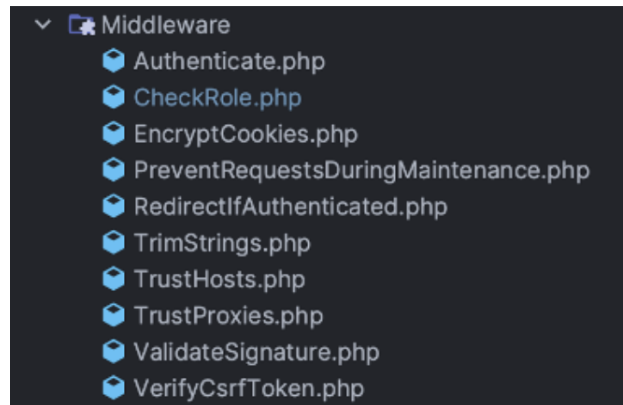 Middleware
Authenticate.php
CheckRole.php
EncryptCookies.php
PreventRequestsDuringMaintenance.php
RedirectIfAuthenticated.php
TrimStrings.php
TrustHosts.php
TrustProxies.php
ValidateSignature.php
VerifyCsrfToken.php